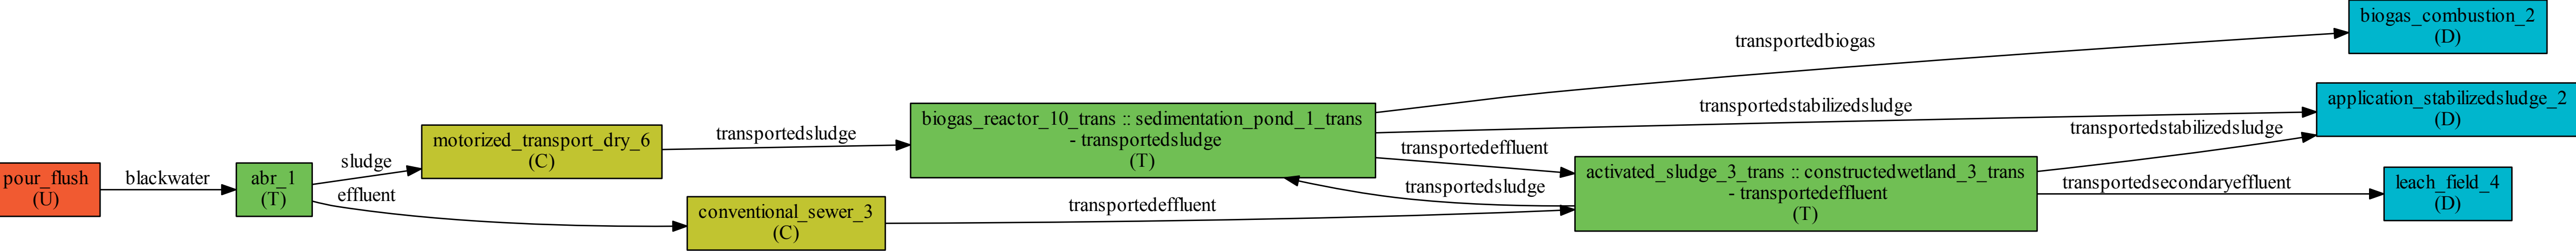 pour_flush
(U)
blackwater
abr_1
(T)
sludge
effluent
motorized_transport_dry_6
(C)
conventional_sewer_3
(C)
transportedsludge
transportedeffluent
biogas_reactor_10_trans :: sedimentation_pond_1_trans
- transportedsludge
(T)
transportedbiogas
transportedstabilizedsludge
transportedeffluent
transportedsludge
activated_sludge_3_trans :: constructedwetland_3_trans
- transportedeffluent
(T)
transportedstabilizedsludge
transportedsecondaryeffluent
biogas_combustion_2
(D)
application_stabilizedsludge_2
(D)
leach_field_4
(D)